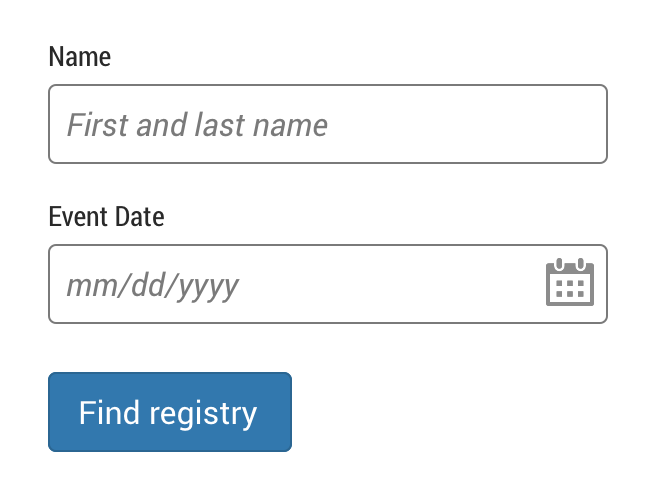 Name
First and last name
Event Date
mm/dd/yyyy
Find registry